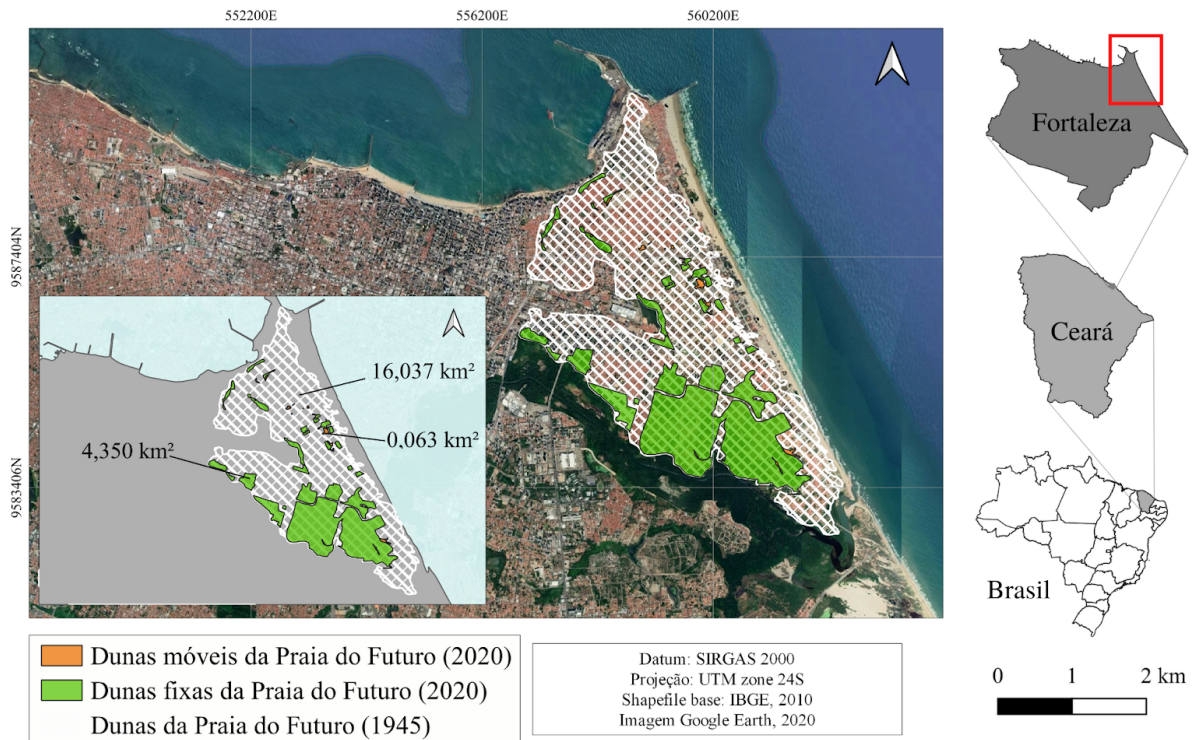 552200E
556200E
560200E
9587404N
9583406N
16,037 km²
0,063 km²
4,350 km²
Fortaleza
Ceará
Brasil
0 1 2 km
Dunas móveis da Praia do Futuro (2020)
Dunas fixas da Praia do Futuro (2020)
Dunas da Praia do Futuro (1945)
Datum: SIRGAS 2000
Projeção: UTM zone 24S
Shapefile base: IBGE, 2010
Imagem Google Earth, 2020